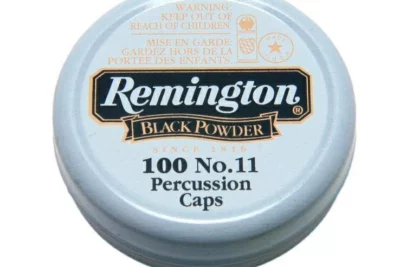 WARNING:
KEEP OUT OF
REACH OF CHILDREN.
MISE EN GARDE:
GARDEZ HORS DE LA
PORTÉE DES ENFANTS.
Remington®
BLACK POWDER
SINCE 1816
100 No.11
Percussion
Caps